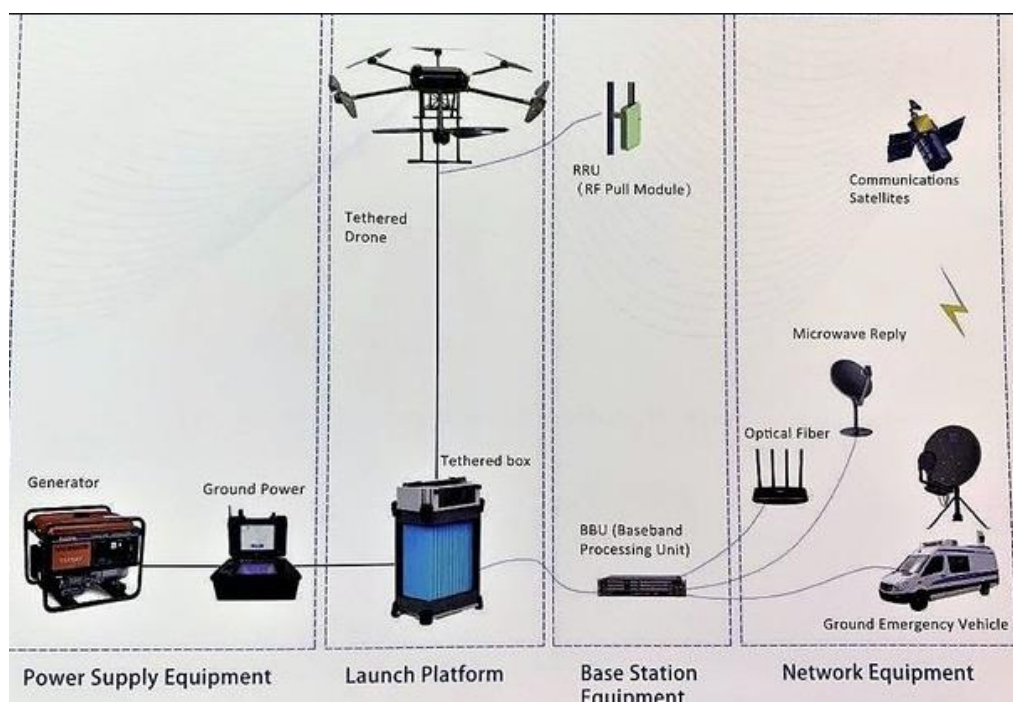 RRU
(RF Pull Module)
Communications
Satellites
Tethered
Drone
Microwave Reply
Optical Fiber
Tethered box
Generator
Ground Power
BBU (Baseband
Processing Unit)
Ground Emergency Vehicle
Power Supply Equipment
Launch Platform
Base Station
Equipment
Network Equipment